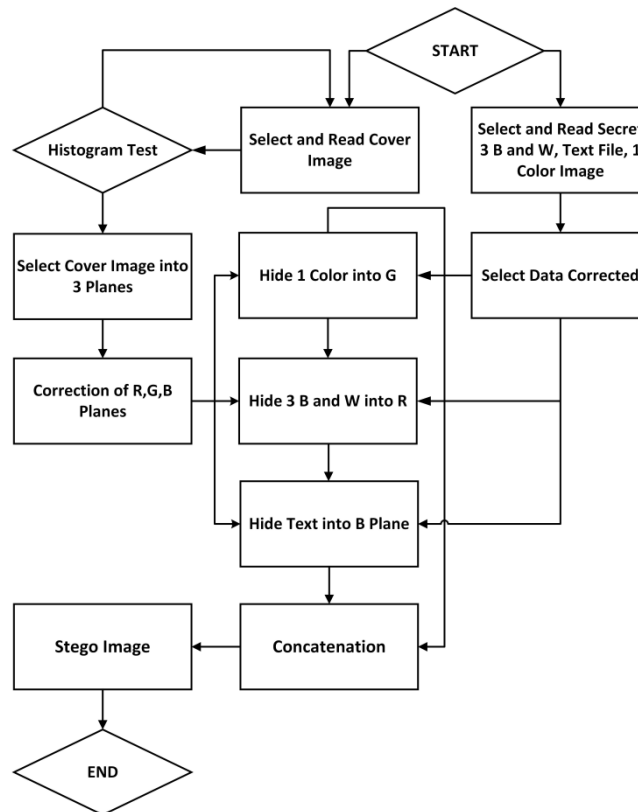 START
Select and Read Cover
Image
Select and Read Secret
3 B and W, Text File, 1
Color Image
Histogram Test
Select Cover Image into
3 Planes
Hide 1 Color into G
Select Data Corrected
Correction of R,G,B
Planes
Hide 3 B and W into R
Hide Text into B Plane
Stego Image
Concatenation
END